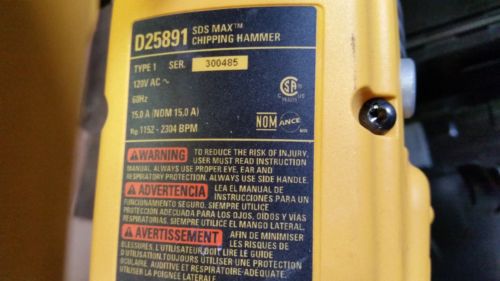 D25891 SDS MAX™ CHIPPING HAMMER
TYPE 1 SER. 300485
120V AC ~
60Hz
15.0 A (NOM 15.0 A)
n₀ 1152 - 2304 BPM
SA
C US
NOM ANCE
WARNING TO REDUCE THE RISK OF INJURY,
USER MUST READ INSTRUCTION
MANUAL, ALWAYS USE PROPER EYE, EAR AND
RESPIRATORY PROTECTION. ALWAYS USE SIDE HANDLE.
ADVERTENCIA LEA EL MANUAL DE
INSTRUCCIONES PARA UN
FUNCIONAMIENTO SEGURO. SIEMPRE UTILICE
PROTECCIÓN ADECUADA PARA LOS OJOS, OÍDOS Y VÍAS
RESPIRATORIAS. SIEMPRE UTILICE EL MANGO LATERAL.
AVERTISSEMENT AFIN DE MINIMISER
LES RISQUES DE
BLESSURES, L'UTILISATEUR DOIT LIRE LE GUIDE
D'UTILISATION.TOUJOURS UTILISER UNE PROTECTION
OCULAIRE, AUDITIVE ET RESPIRATOIRE ADÉQUATE.
UTILISER LA POIGNÉE LATÉRALE